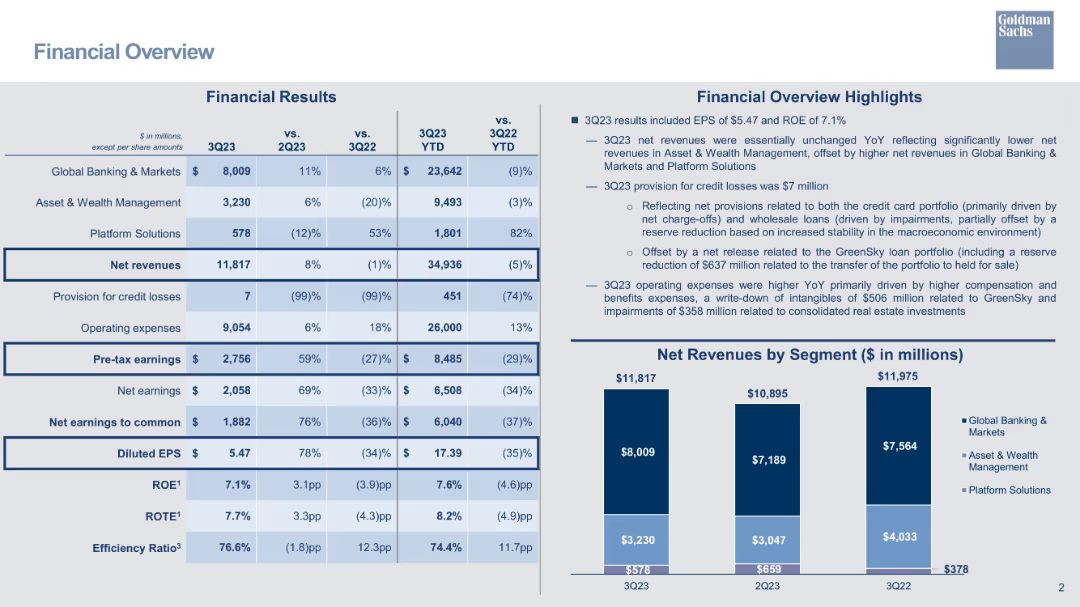 Goldman
Sachs
Financial Overview
Financial Results
$ in millions,
except per share amounts
3Q23
vs.
2Q23
vs.
3Q22
3Q23
YTD
vs.
3Q22
YTD
Global Banking & Markets $ 8,009 11% 6% $ 23,642 (9)%
Asset & Wealth Management 3,230 6% (20)% 9,493 (3)%
Platform Solutions 578 (12)% 53% 1,801 82%
Net revenues 11,817 8% (1)% 34,936 (5)%
Provision for credit losses 7 (99)% (99)% 451 (74)%
Operating expenses 9,054 6% 18% 26,000 13%
Pre-tax earnings $ 2,756 59% (27)% $ 8,485 (29)%
Net earnings $ 2,058 69% (33)% $ 6,508 (34)%
Net earnings to common $ 1,882 76% (36)% $ 6,040 (37)%
Diluted EPS $ 5.47 78% (34)% $ 17.39 (35)%
ROE¹ 7.1% 3.1pp (3.9)pp 7.6% (4.6)pp
ROTE¹ 7.7% 3.3pp (4.3)pp 8.2% (4.9)pp
Efficiency Ratio³ 76.6% (1.8)pp 12.3pp 74.4% 11.7pp
Financial Overview Highlights
■ 3Q23 results included EPS of $5.47 and ROE of 7.1%
— 3Q23 net revenues were essentially unchanged YoY reflecting significantly lower net
revenues in Asset & Wealth Management, offset by higher net revenues in Global Banking &
Markets and Platform Solutions
— 3Q23 provision for credit losses was $7 million
o Reflecting net provisions related to both the credit card portfolio (primarily driven by
net charge-offs) and wholesale loans (driven by impairments, partially offset by a
reserve reduction based on increased stability in the macroeconomic environment)
o Offset by a net release related to the GreenSky loan portfolio (including a reserve
reduction of $637 million related to the transfer of the portfolio to held for sale)
— 3Q23 operating expenses were higher YoY primarily driven by higher compensation and
benefits expenses, a write-down of intangibles of $506 million related to GreenSky and
impairments of $358 million related to consolidated real estate investments
Net Revenues by Segment ($ in millions)
$11,817 $10,895 $11,975
$8,009 $7,189 $7,564
$3,230 $3,047 $4,033
$578 $659 $378
3Q23 2Q23 3Q22
Global Banking &
Markets
Asset & Wealth
Management
Platform Solutions
2